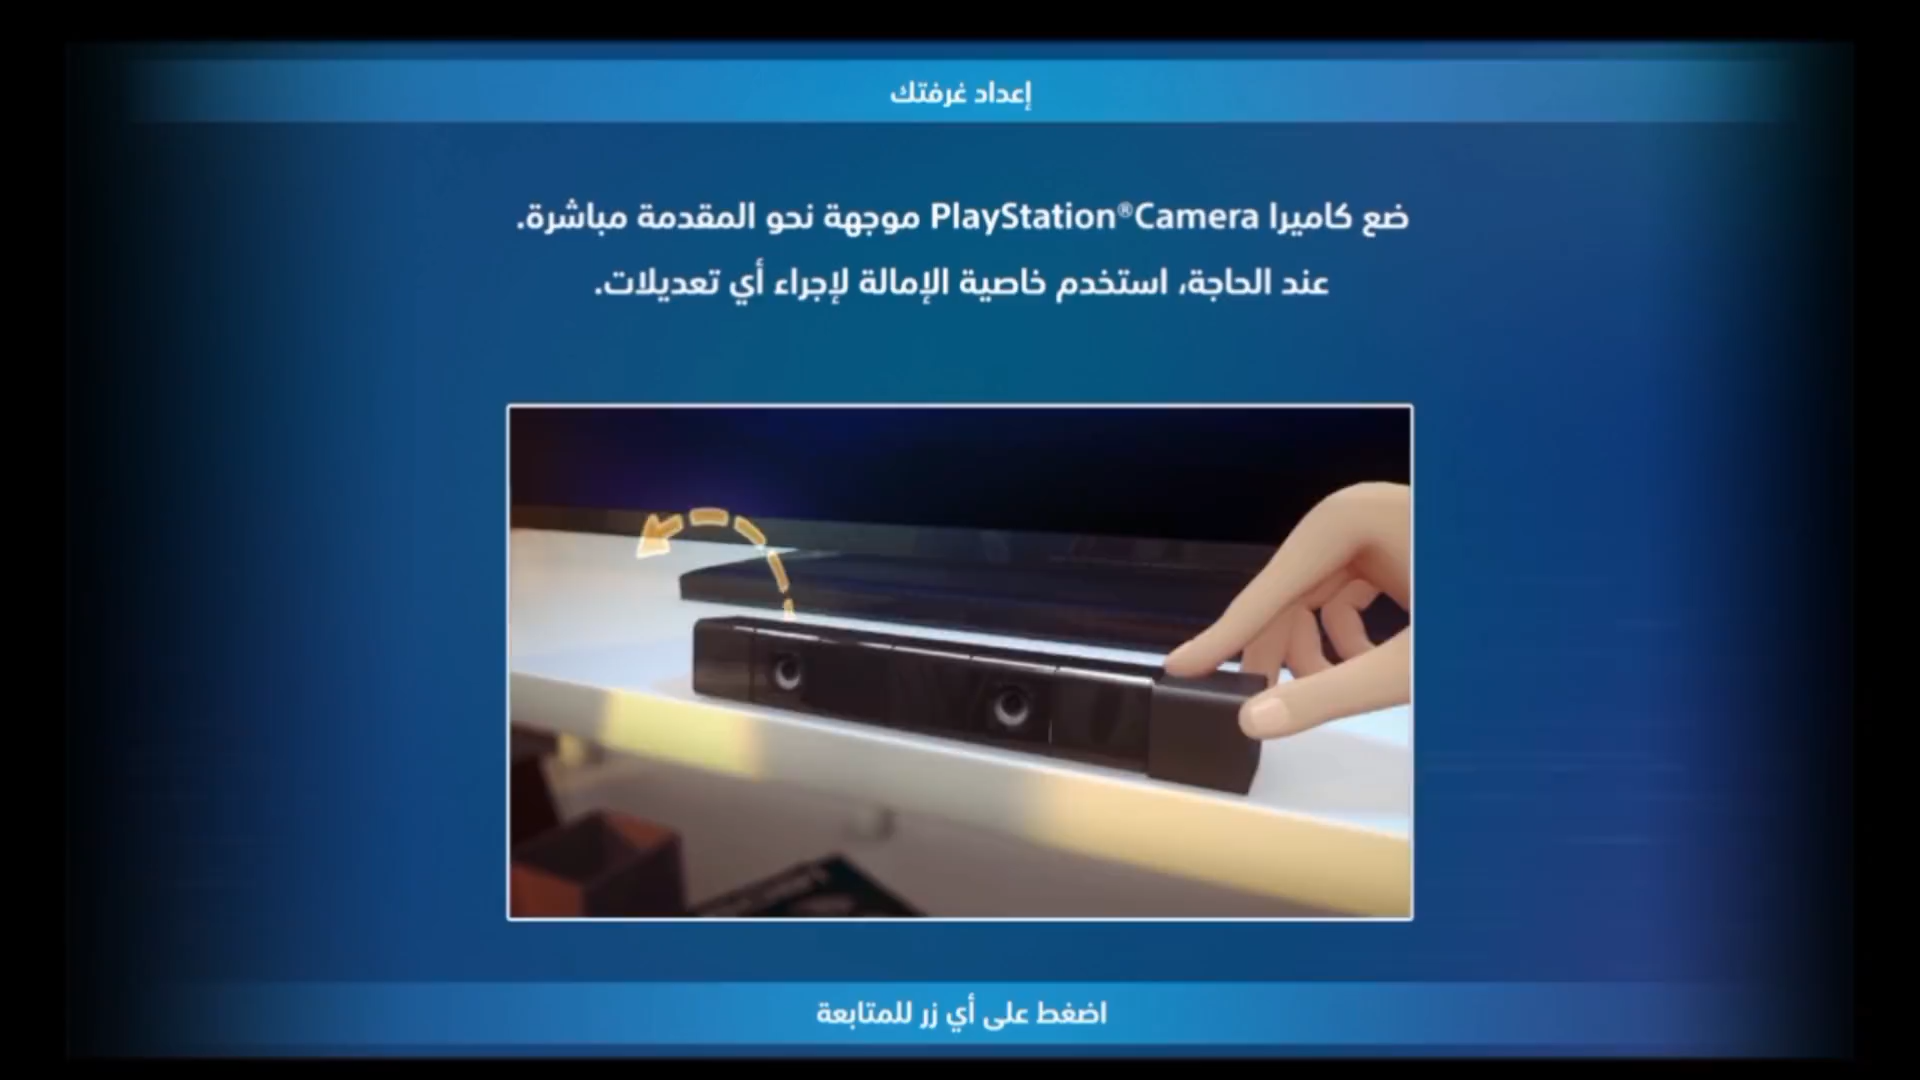 إعداد غرفتك
ضع كاميرا PlayStation®Camera موجهة نحو المقدمة مباشرة.
عند الحاجة، استخدم خاصية الإمالة لإجراء أي تعديلات.
اضغط على أي زر للمتابعة